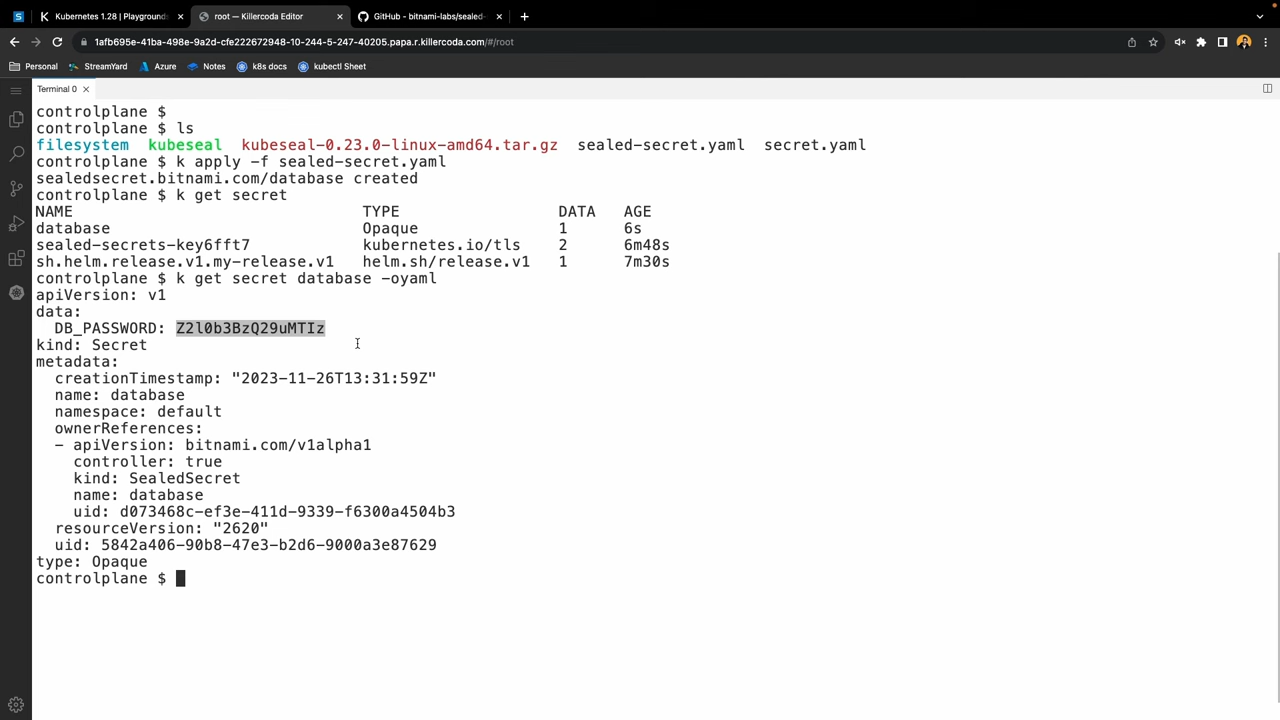 Kubernetes 1.28 | Playground
root — Killercoda Editor
GitHub - bitnami-labs/sealed-
1afb695e-41ba-498e-9a2d-cfe222672948-10-244-5-247-40205.papa.r.killercoda.com/#/root
Personal StreamYard Azure Notes k8s docs kubectl Sheet
Terminal 0
controlplane $
controlplane $ ls
filesystem kubeseal kubeseal-0.23.0-linux-amd64.tar.gz sealed-secret.yaml secret.yaml
controlplane $ k apply -f sealed-secret.yaml
sealedsecret.bitnami.com/database created
controlplane $ k get secret
NAME TYPE DATA AGE
database Opaque 1 6s
sealed-secrets-key6fft7 kubernetes.io/tls 2 6m48s
sh.helm.release.v1.my-release.v1 helm.sh/release.v1 1 7m30s
controlplane $ k get secret database -oyaml
apiVersion: v1
data:
  DB_PASSWORD: Z2l0b3BzQ29uMTIz
kind: Secret
metadata:
  creationTimestamp: "2023-11-26T13:31:59Z"
  name: database
  namespace: default
  ownerReferences:
  - apiVersion: bitnami.com/v1alpha1
    controller: true
    kind: SealedSecret
    name: database
    uid: d073468c-ef3e-411d-9339-f6300a4504b3
  resourceVersion: "2620"
  uid: 5842a406-90b8-47e3-b2d6-9000a3e87629
type: Opaque
controlplane $